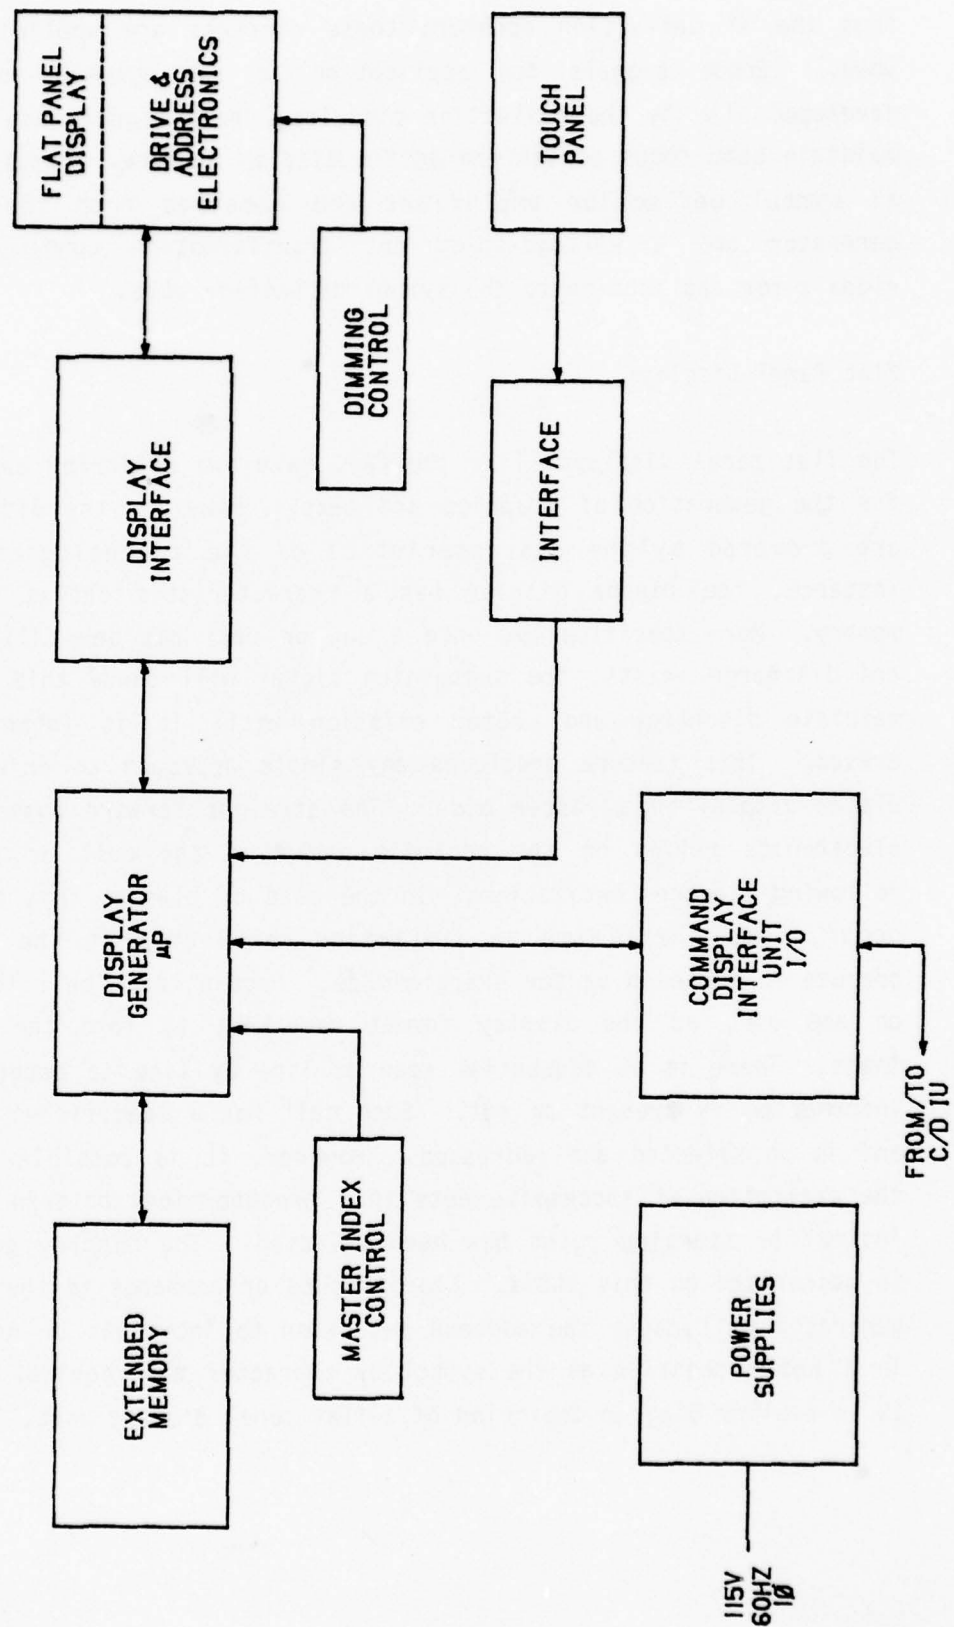 EXTENDED
MEMORY
DISPLAY
GENERATOR
μP
DISPLAY
INTERFACE
FLAT PANEL
DISPLAY
DRIVE &
ADDRESS
ELECTRONICS
MASTER INDEX
CONTROL
DIMMING
CONTROL
115V
60HZ
1Ø
POWER
SUPPLIES
COMMAND
DISPLAY
INTERFACE
UNIT
I/O
INTERFACE
TOUCH
PANEL
FROM/TO
C/D IU